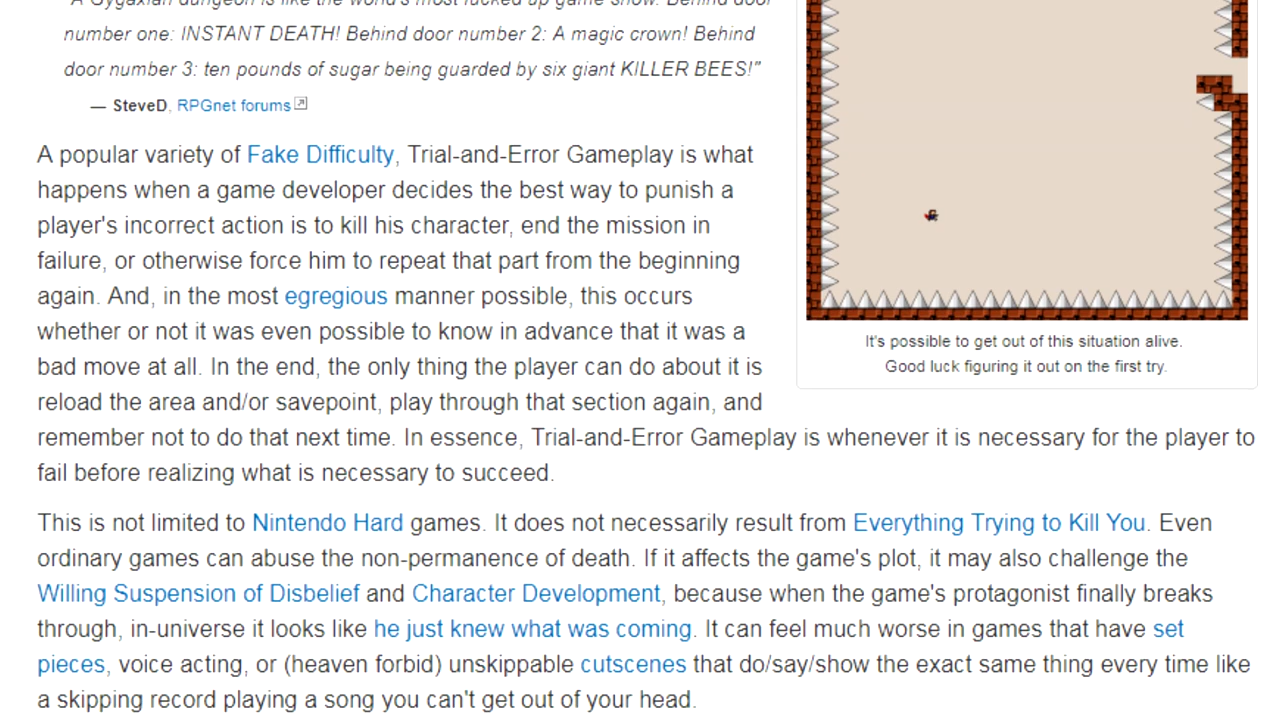 "A Gygaxian dungeon is like the world's most fucked up game show. Behind door
number one: INSTANT DEATH! Behind door number 2: A magic crown! Behind
door number 3: ten pounds of sugar being guarded by six giant KILLER BEES!"
— SteveD, RPGnet forums
A popular variety of Fake Difficulty, Trial-and-Error Gameplay is what
happens when a game developer decides the best way to punish a
player's incorrect action is to kill his character, end the mission in
failure, or otherwise force him to repeat that part from the beginning
again. And, in the most egregious manner possible, this occurs
whether or not it was even possible to know in advance that it was a
bad move at all. In the end, the only thing the player can do about it is
reload the area and/or savepoint, play through that section again, and
remember not to do that next time. In essence, Trial-and-Error Gameplay is whenever it is necessary for the player to
fail before realizing what is necessary to succeed.
It's possible to get out of this situation alive.
Good luck figuring it out on the first try.
This is not limited to Nintendo Hard games. It does not necessarily result from Everything Trying to Kill You. Even
ordinary games can abuse the non-permanence of death. If it affects the game's plot, it may also challenge the
Willing Suspension of Disbelief and Character Development, because when the game's protagonist finally breaks
through, in-universe it looks like he just knew what was coming. It can feel much worse in games that have set
pieces, voice acting, or (heaven forbid) unskippable cutscenes that do/say/show the exact same thing every time like
a skipping record playing a song you can't get out of your head.